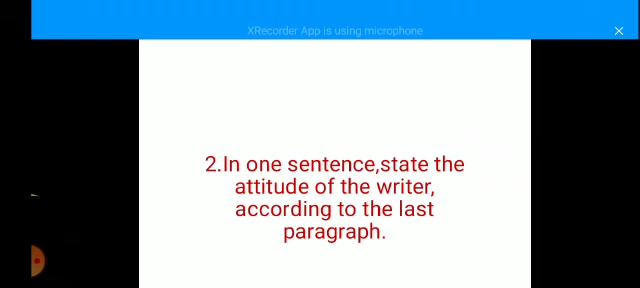 XRecorder App is using microphone
2.In one sentence,state the
attitude of the writer,
according to the last
paragraph.